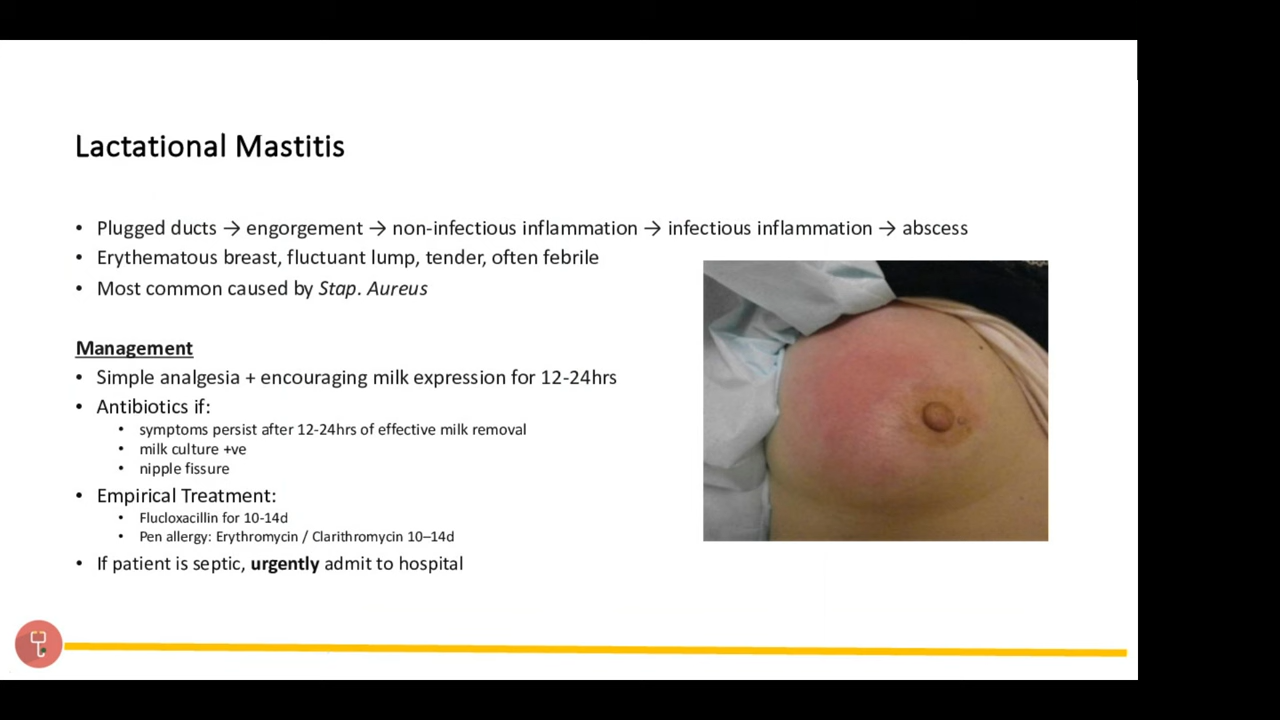 Lactational Mastitis
• Plugged ducts → engorgement → non-infectious inflammation → infectious inflammation → abscess
• Erythematous breast, fluctuant lump, tender, often febrile
• Most common caused by Stap. Aureus
Management
• Simple analgesia + encouraging milk expression for 12-24hrs
• Antibiotics if:
• symptoms persist after 12-24hrs of effective milk removal
• milk culture +ve
• nipple fissure
• Empirical Treatment:
• Flucloxacillin for 10-14d
• Pen allergy: Erythromycin / Clarithromycin 10–14d
• If patient is septic, urgently admit to hospital